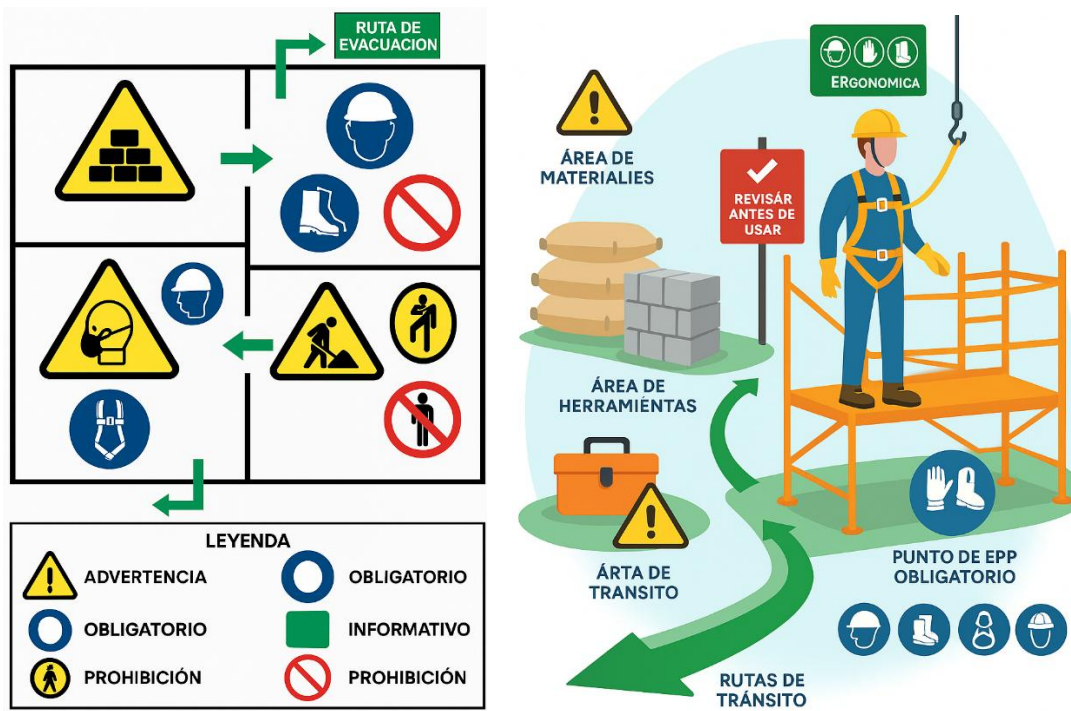 RUTA DE
EVACUACION
LEYENDA
ADVERTENCIA
OBLIGATORIO
OBLIGATORIO
INFORMATIVO
PROHIBICIÓN
PROHIBICIÓN
ERGONOMICA
ÁREA DE
MATERIALIES
REVISÁR
ANTES DE
USAR
ÁREA DE
HERRAMIÉNTAS
ÁRTA DE
TRANSITO
PUNTO DE EPP
OBLIGATORIO
RUTAS DE
TRÁNSITO